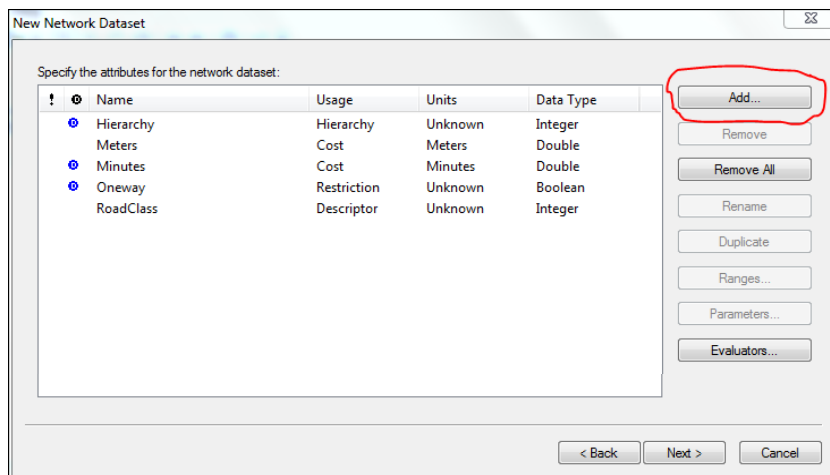 New Network Dataset
Specify the attributes for the network dataset:
! D Name Usage Units Data Type
D Hierarchy Hierarchy Unknown Integer
Meters Cost Meters Double
D Minutes Cost Minutes Double
D Oneway Restriction Unknown Boolean
RoadClass Descriptor Unknown Integer
Add...
Remove
Remove All
Rename
Duplicate
Ranges...
Parameters...
Evaluators...
< Back Next > Cancel